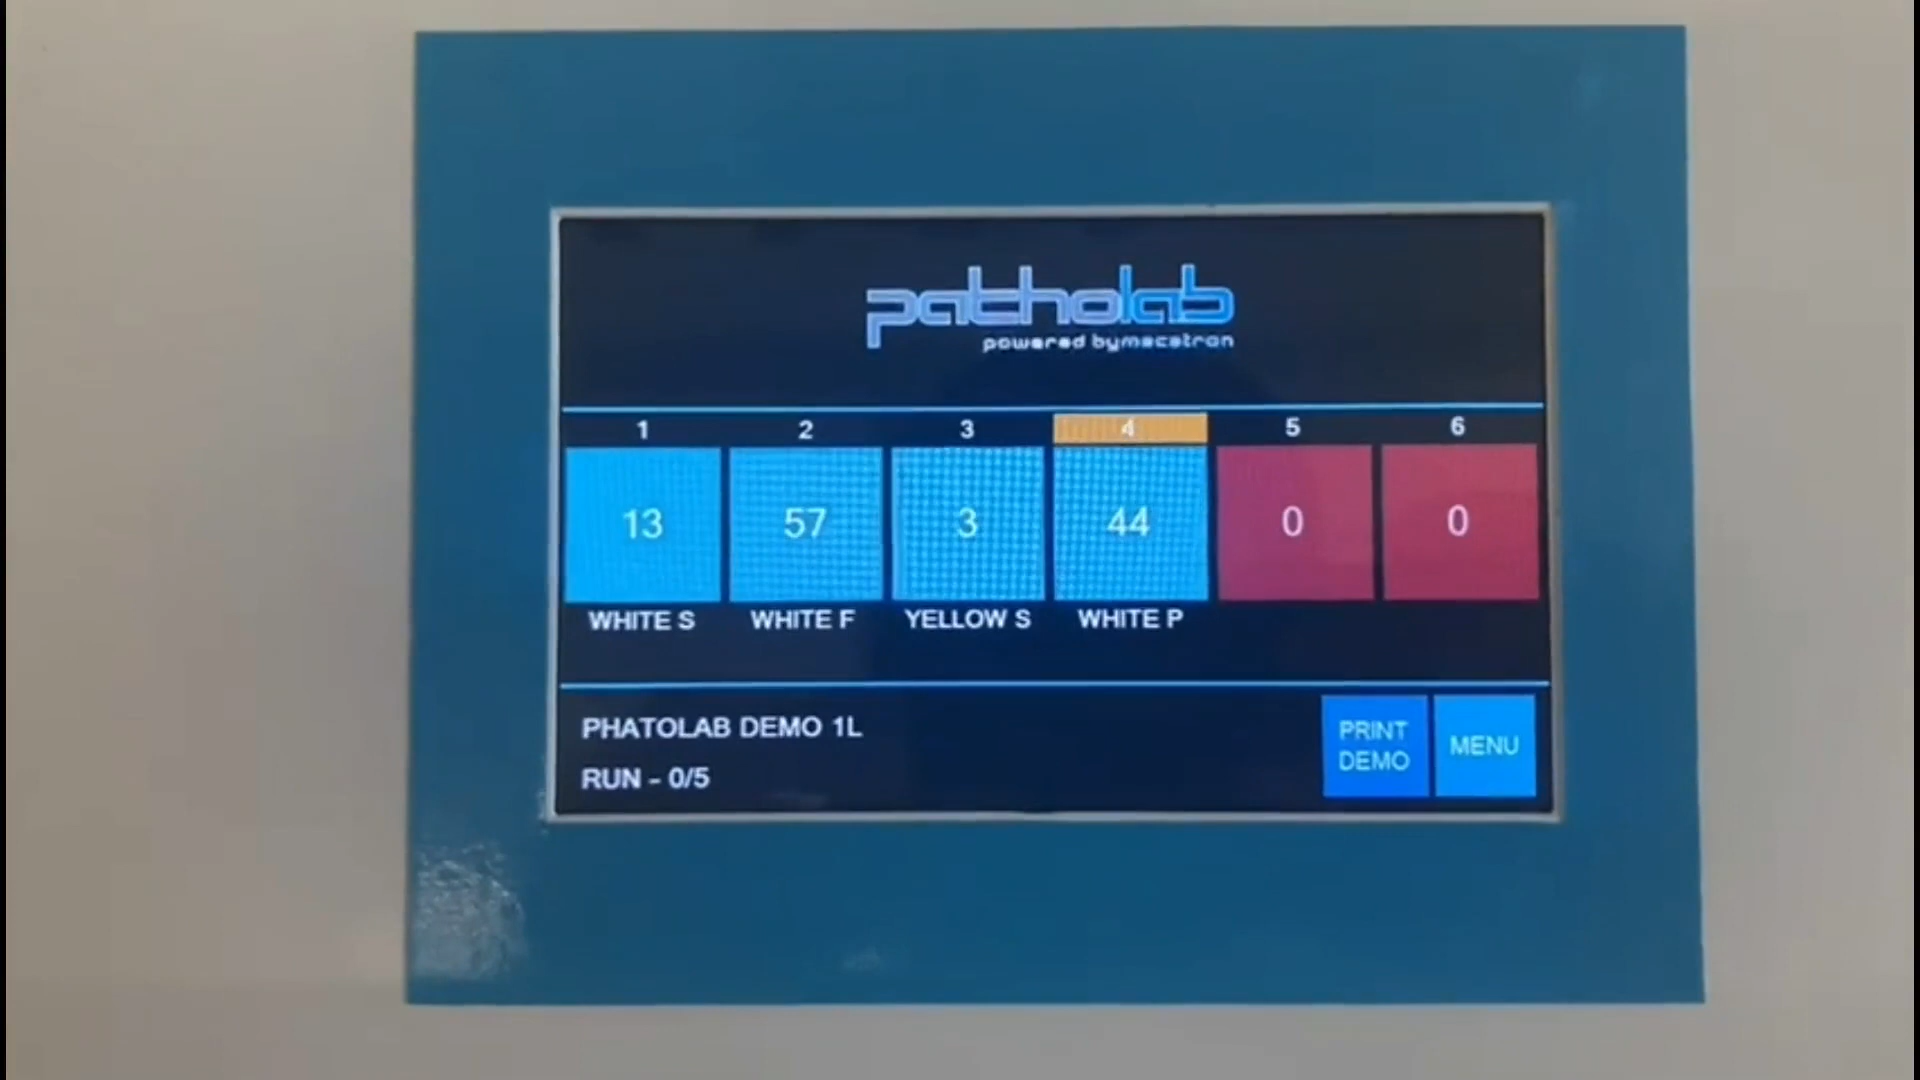 patholab
powered bymecatron
1 2 3 4 5 6
13 57 3 44 0 0
WHITE S WHITE F YELLOW S WHITE P
PHATOLAB DEMO 1L
RUN - 0/5
PRINT
DEMO
MENU